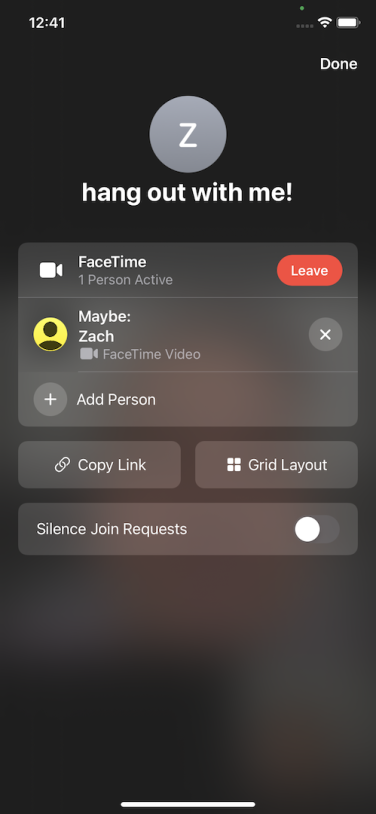 12:41
Done
Z
hang out with me!
FaceTime
1 Person Active
Leave
Maybe:
Zach
FaceTime Video
Add Person
Copy Link
Grid Layout
Silence Join Requests